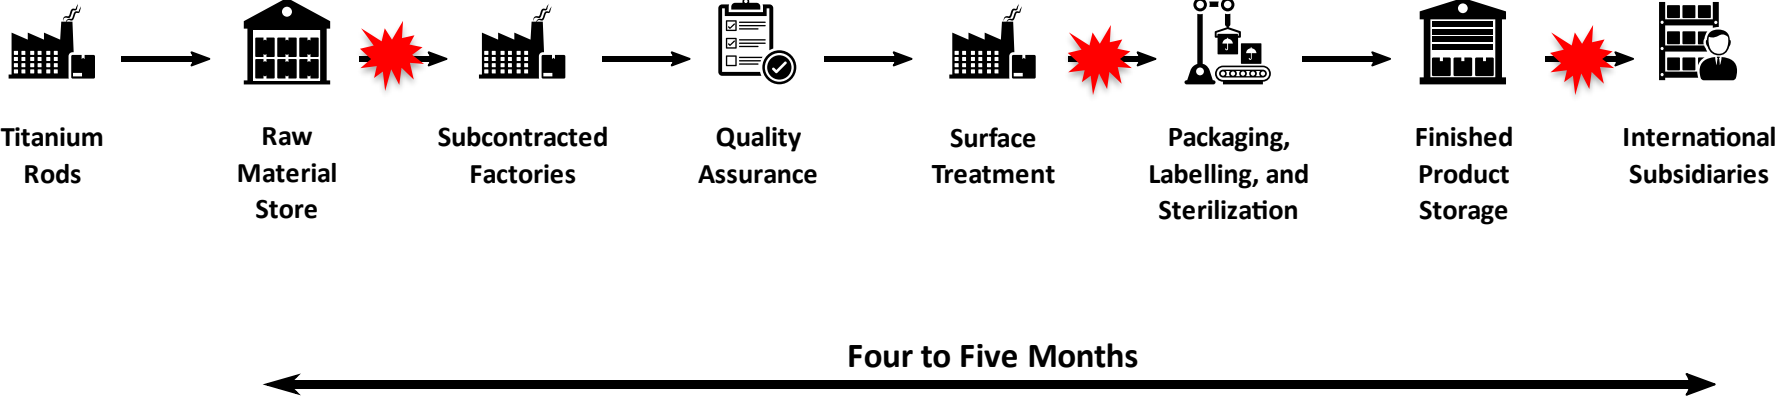 Titanium
Rods
Raw
Material
Store
Subcontracted
Factories
Quality
Assurance
Surface
Treatment
Packaging,
Labelling, and
Sterilization
Finished
Product
Storage
International
Subsidiaries
Four to Five Months